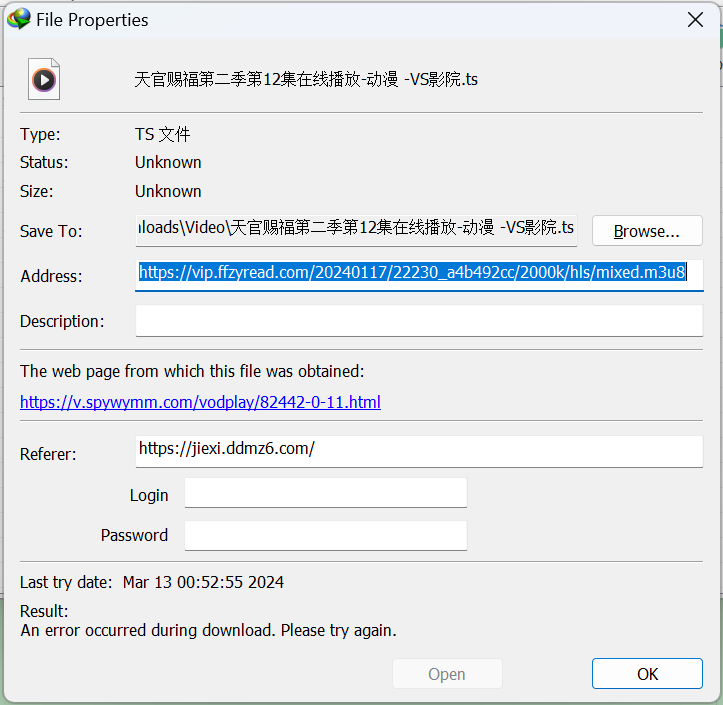 File Properties
天官赐福第二季第12集在线播放-动漫 -VS影院.ts
Type: TS 文件
Status: Unknown
Size: Unknown
Save To: nloads\Video\天官赐福第二季第12集在线播放-动漫 -VS影院.ts Browse...
Address: https://vip.ffzyread.com/20240117/22230_a4b492cc/2000k/hls/mixed.m3u8
Description:
The web page from which this file was obtained:
https://v.spywymm.com/vodplay/82442-0-11.html
Referer: https://jiexi.ddmz6.com/
Login
Password
Last try date: Mar 13 00:52:55 2024
Result:
An error occurred during download. Please try again.
Open OK